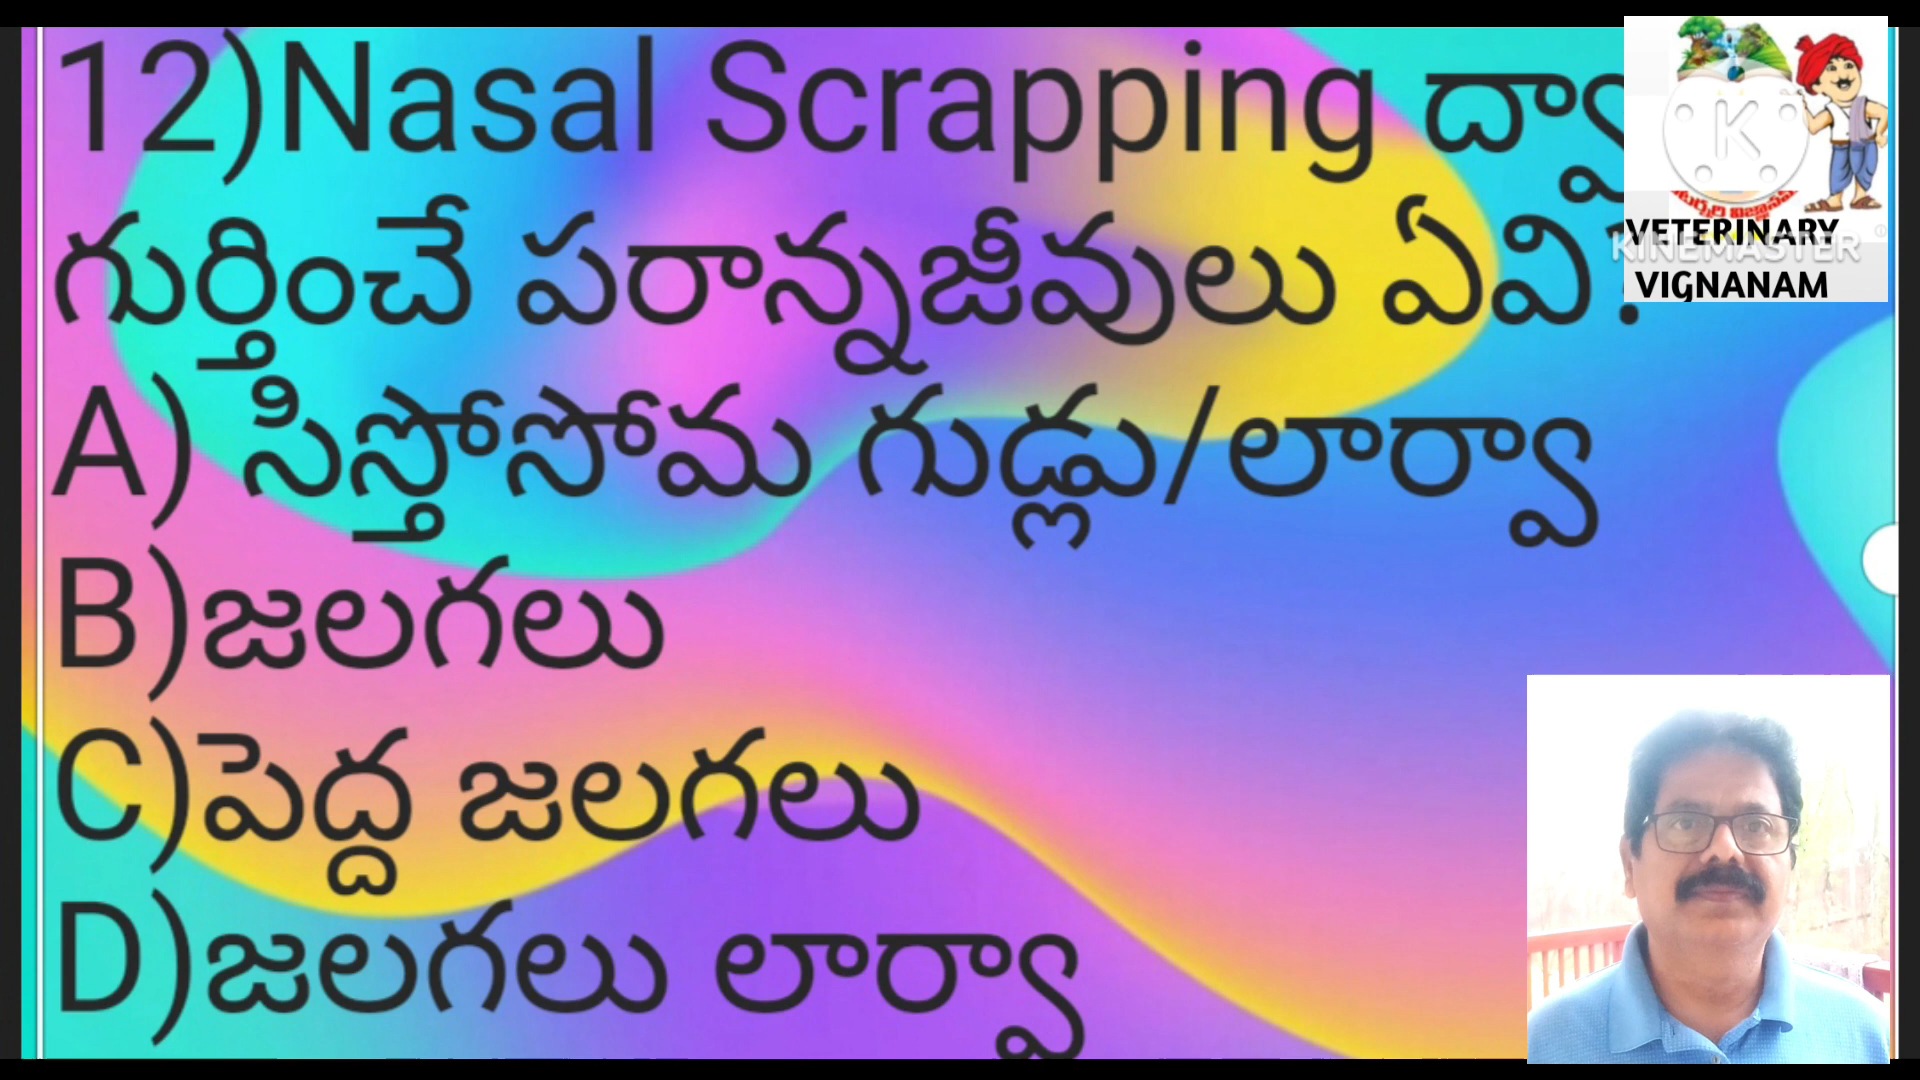 12)Nasal Scrapping
గుర్తించే పరాన్నజీవులు ఏవి?
A) సిస్తోసోమ గుడ్లు/లార్వా
B)జలగలు
C)పెద్ద జలగలు
D)జలగలు లార్వా
K
VETERINARY
KINEMASTER
VIGNANAM